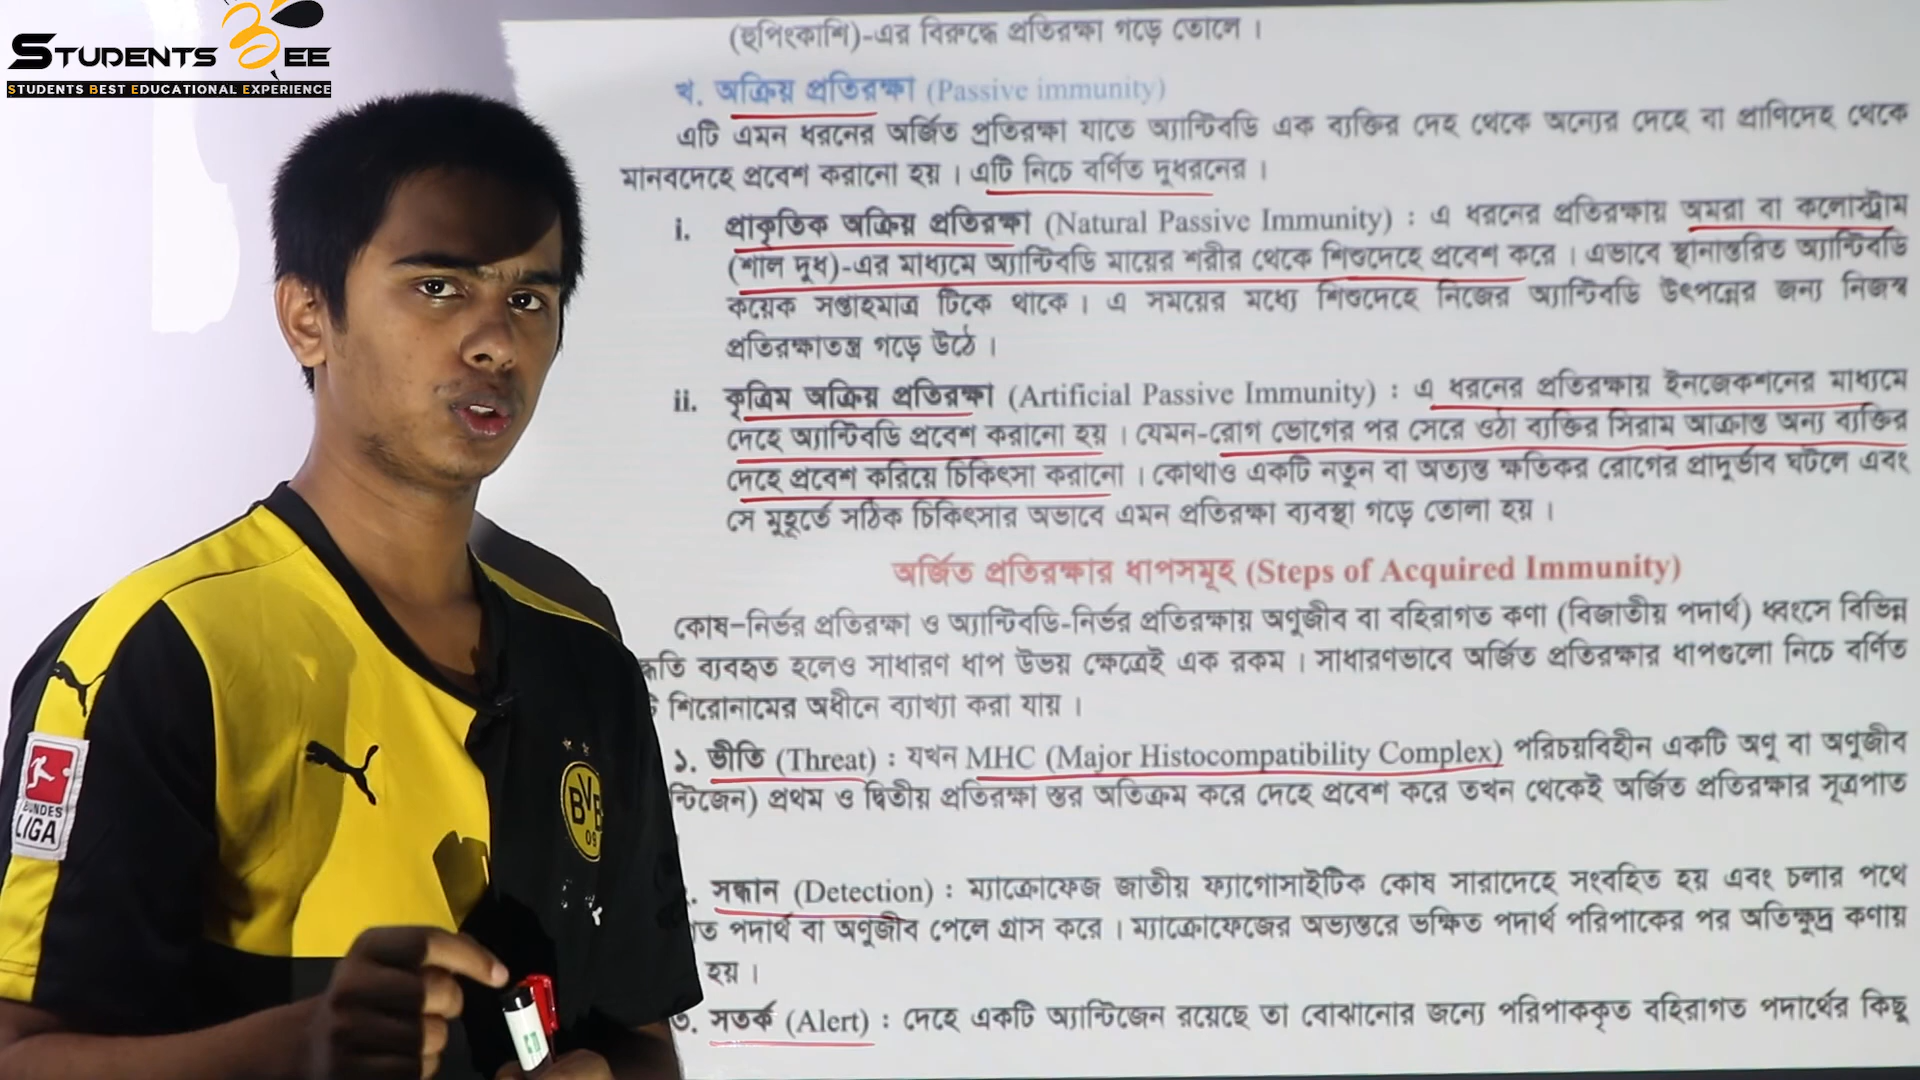 STUDENTS BEE
STUDENTS BEST EDUCATIONAL EXPERIENCE
(হুপিংকাশি)-এর বিরুদ্ধে প্রতিরক্ষা গড়ে তোলে ।
খ. অক্রিয় প্রতিরক্ষা (Passive immunity)
এটি এমন ধরনের অর্জিত প্রতিরক্ষা যাতে অ্যান্টিবডি এক ব্যক্তির দেহ থেকে অন্যের দেহে বা প্রাণিদেহ থেকে
মানবদেহে প্রবেশ করানো হয় । এটি নিচে বর্ণিত দুধরনের ।
i. প্রাকৃতিক অক্রিয় প্রতিরক্ষা (Natural Passive Immunity) : এ ধরনের প্রতিরক্ষায় অমরা বা কলোস্ট্রাম
(শাল দুধ)-এর মাধ্যমে অ্যান্টিবডি মায়ের শরীর থেকে শিশুদেহে প্রবেশ করে । এভাবে স্থানান্তরিত অ্যান্টিবডি
কয়েক সপ্তাহমাত্র টিকে থাকে । এ সময়ের মধ্যে শিশুদেহে নিজের অ্যান্টিবডি উৎপন্নের জন্য নিজস্ব
প্রতিরক্ষাতন্ত্র গড়ে উঠে ।
ii. কৃত্রিম অক্রিয় প্রতিরক্ষা (Artificial Passive Immunity) : এ ধরনের প্রতিরক্ষায় ইনজেকশনের মাধ্যমে
দেহে অ্যান্টিবডি প্রবেশ করানো হয় । যেমন-রোগ ভোগের পর সেরে ওঠা ব্যক্তির সিরাম আক্রান্ত অন্য ব্যক্তির
দেহে প্রবেশ করিয়ে চিকিৎসা করানো । কোথাও একটি নতুন বা অত্যন্ত ক্ষতিকর রোগের প্রাদুর্ভাব ঘটলে এবং
সে মুহূর্তে সঠিক চিকিৎসার অভাবে এমন প্রতিরক্ষা ব্যবস্থা গড়ে তোলা হয় ।
অর্জিত প্রতিরক্ষার ধাপসমূহ (Steps of Acquired Immunity)
কোষ–নির্ভর প্রতিরক্ষা ও অ্যান্টিবডি-নির্ভর প্রতিরক্ষায় অণুজীব বা বহিরাগত কণা (বিজাতীয় পদার্থ) ধ্বংসে বিভিন্ন
ব্যবহৃত হলেও সাধারণ ধাপ উভয় ক্ষেত্রেই এক রকম । সাধারণভাবে অর্জিত প্রতিরক্ষার ধাপগুলো নিচে বর্ণিত
শিরোনামের অধীনে ব্যাখ্যা করা যায় ।
১. ভীতি (Threat) : যখন MHC (Major Histocompatibility Complex) পরিচয়বিহীন একটি অণু বা অণুজীব
ন্টিজেন) প্রথম ও দ্বিতীয় প্রতিরক্ষা স্তর অতিক্রম করে দেহে প্রবেশ করে তখন থেকেই অর্জিত প্রতিরক্ষার সূত্রপাত
সন্ধান (Detection) : ম্যাক্রোফেজ জাতীয় ফ্যাগোসাইটিক কোষ সারাদেহে সংবহিত হয় এবং চলার পথে
পদার্থ বা অণুজীব পেলে গ্রাস করে । ম্যাক্রোফেজের অভ্যন্তরে ভক্ষিত পদার্থ পরিপাকের পর অতিক্ষুদ্র কণায়
হয় ।
৩. সতর্ক (Alert) : দেহে একটি অ্যান্টিজেন রয়েছে তা বোঝানোর জন্যে পরিপাককৃত বহিরাগত পদার্থের কিছু
BVB
09
BUNDES
LIGA